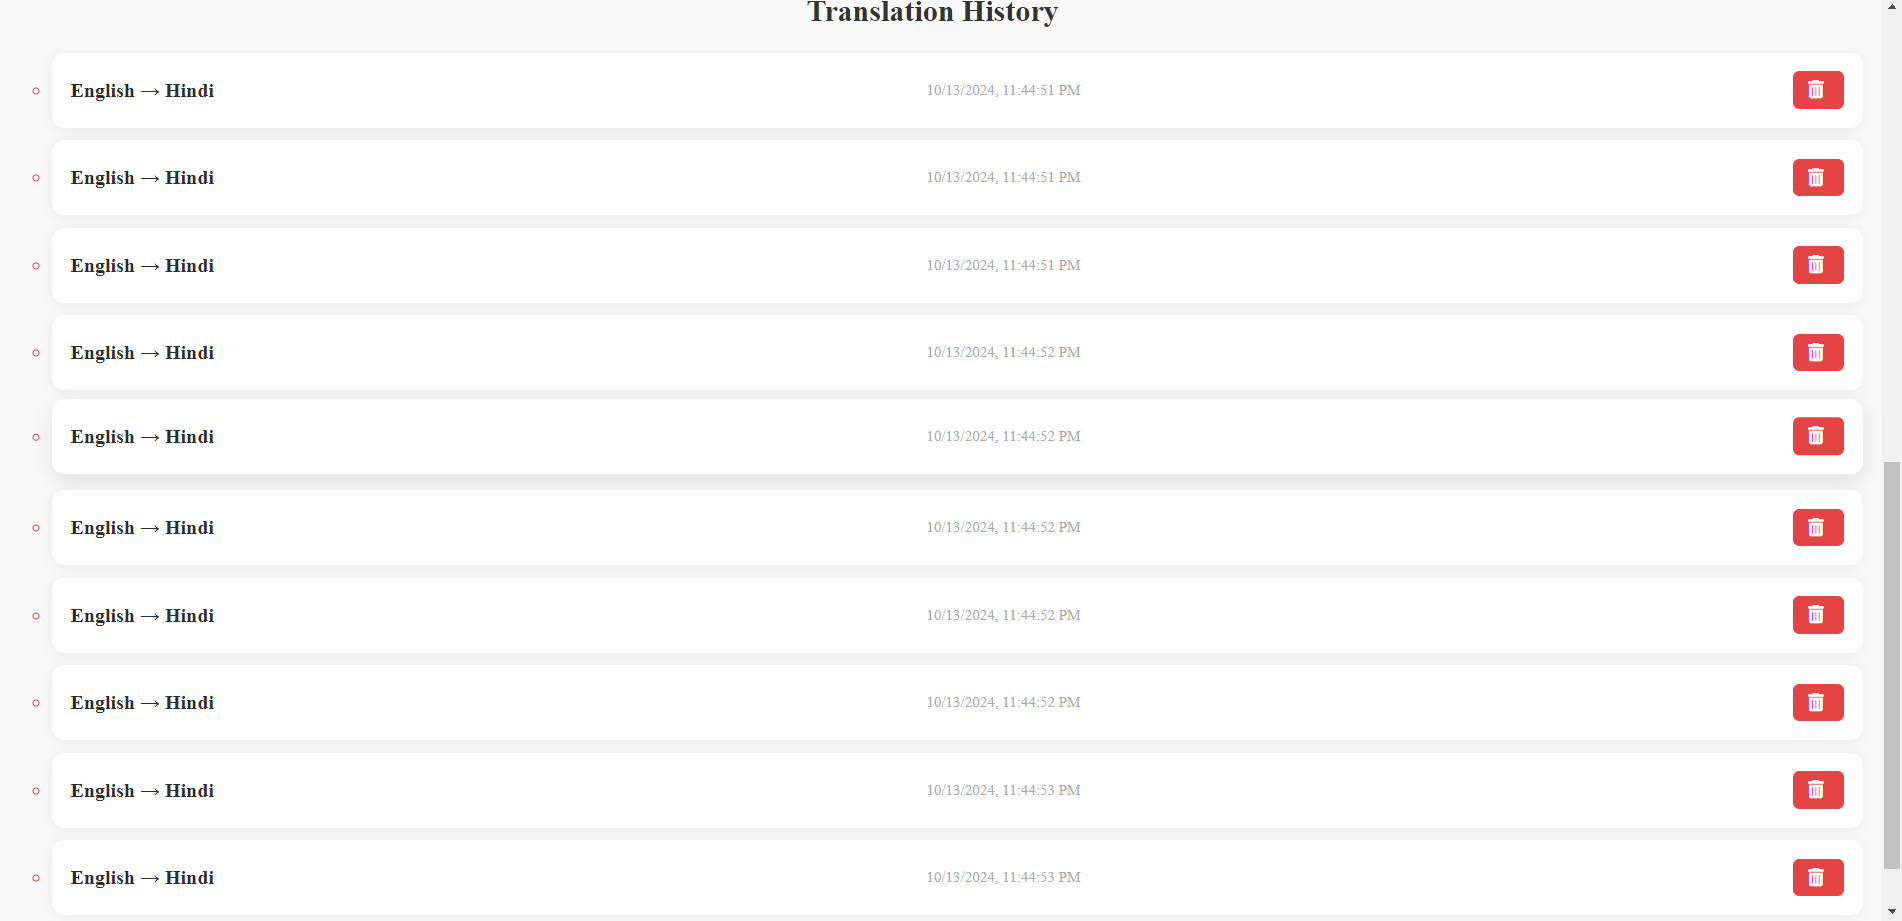 Translation History
English → Hindi 10/13/2024, 11:44:51 PM
English → Hindi 10/13/2024, 11:44:51 PM
English → Hindi 10/13/2024, 11:44:51 PM
English → Hindi 10/13/2024, 11:44:52 PM
English → Hindi 10/13/2024, 11:44:52 PM
English → Hindi 10/13/2024, 11:44:52 PM
English → Hindi 10/13/2024, 11:44:52 PM
English → Hindi 10/13/2024, 11:44:52 PM
English → Hindi 10/13/2024, 11:44:53 PM
English → Hindi 10/13/2024, 11:44:53 PM